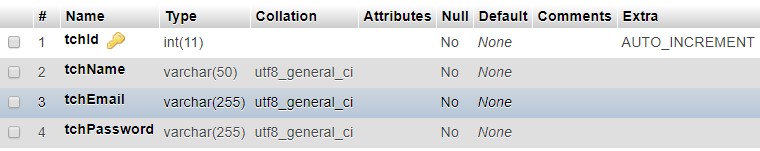 # Name Type Collation Attributes Null Default Comments Extra
1 tchId int(11) No None AUTO_INCREMENT
2 tchName varchar(50) utf8_general_ci No None
3 tchEmail varchar(255) utf8_general_ci No None
4 tchPassword varchar(255) utf8_general_ci No None